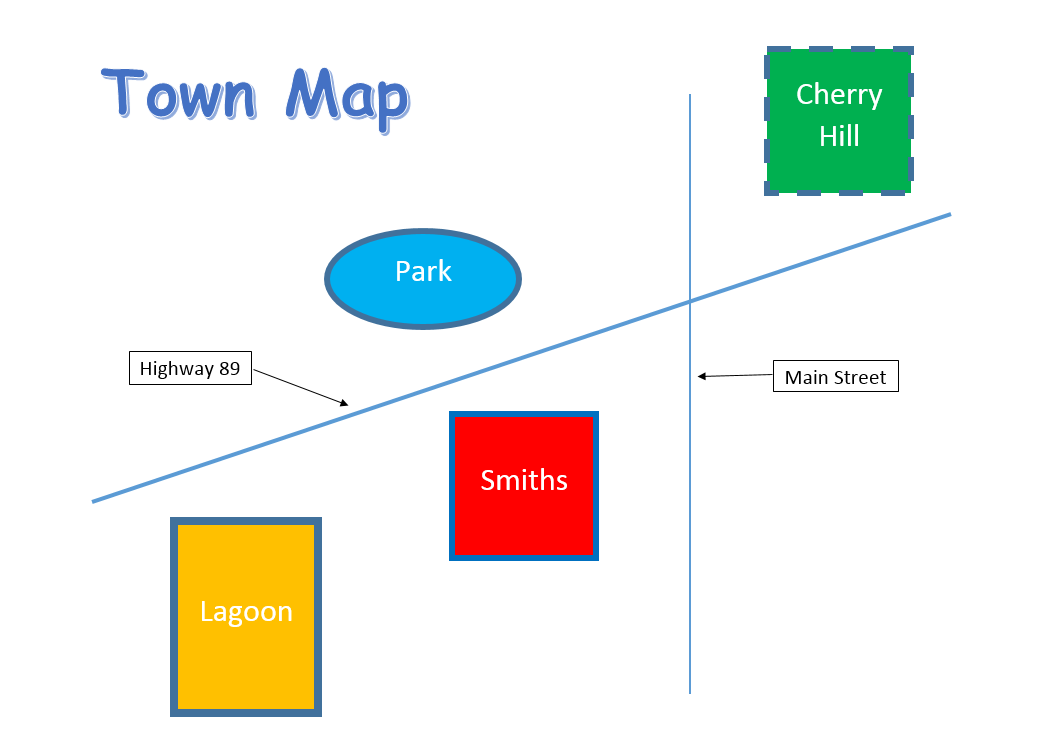 Town Map
Cherry
Hill
Park
Highway 89
Main Street
Smiths
Lagoon